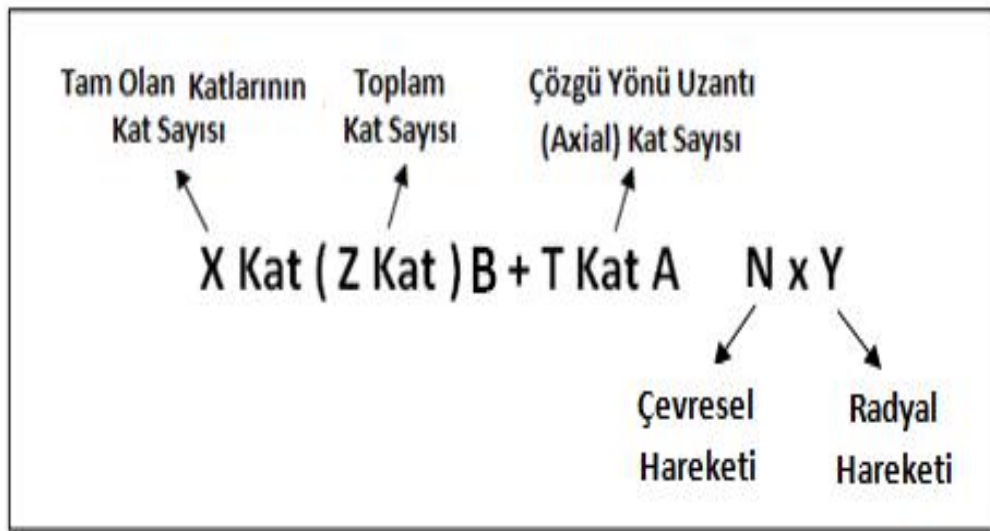 Tam Olan Katlarının
Kat Sayısı
Toplam
Kat Sayısı
Çözgü Yönü Uzantı
(Axial) Kat Sayısı
X Kat ( Z Kat ) B + T Kat A N x Y
Çevresel
Hareketi
Radyal
Hareketi